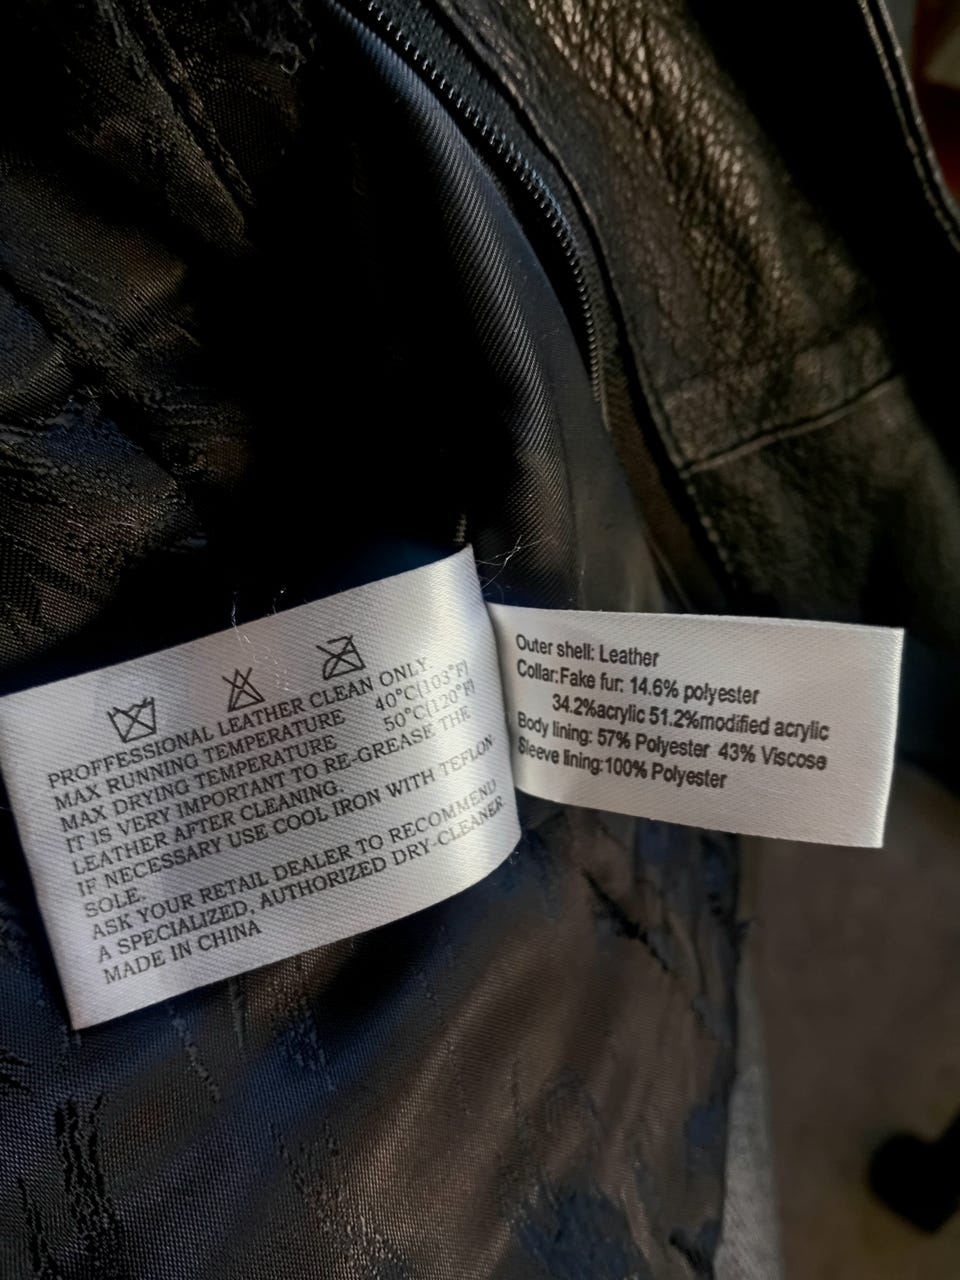 PROFFESSIONAL LEATHER CLEAN ONLY.
MAX RUNNING TEMPERATURE 40°C(103°F)
MAX DRYING TEMPERATURE 50°C(120°F)
IT IS VERY IMPORTANT TO RE-GREASE THE
LEATHER AFTER CLEANING.
IF NECESSARY USE COOL IRON WITH TEFLON
SOLE.
ASK YOUR RETAIL DEALER TO RECOMMEND
A SPECIALIZED, AUTHORIZED DRY-CLEANER.
MADE IN CHINA
Outer shell: Leather
Collar:Fake fur: 14.6% polyester
34.2%acrylic 51.2%modified acrylic
Body lining: 57% Polyester 43% Viscose
Sleeve lining:100% Polyester